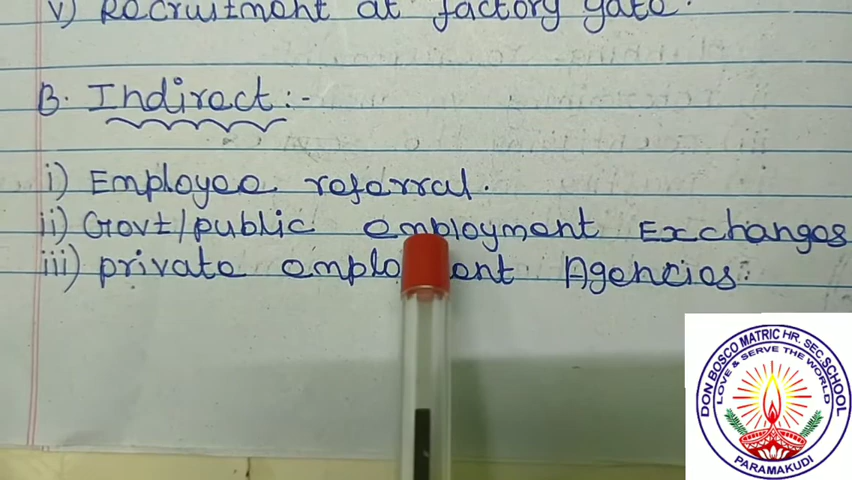 v) Recruitment at factory gate.
B. Indirect :-
i) Employee referral.
ii) Govt/public employment Exchanges
iii) private Agencies.
DON BOSCO MATRIC HR. SEC. SCHOOL
LOVE & SERVE THE WORLD
PARAMAKUDI